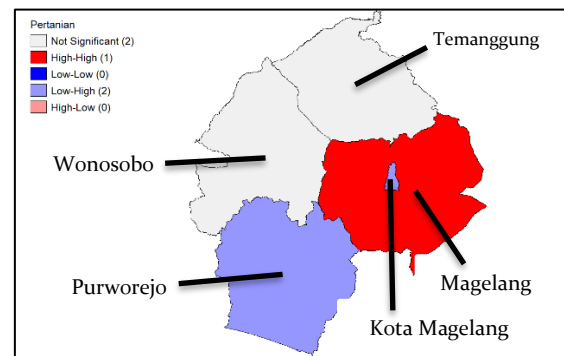 Pertanian
Not Significant (2)
High-High (1)
Low-Low (0)
Low-High (2)
High-Low (0)
Temanggung
Wonosobo
Purworejo
Magelang
Kota Magelang